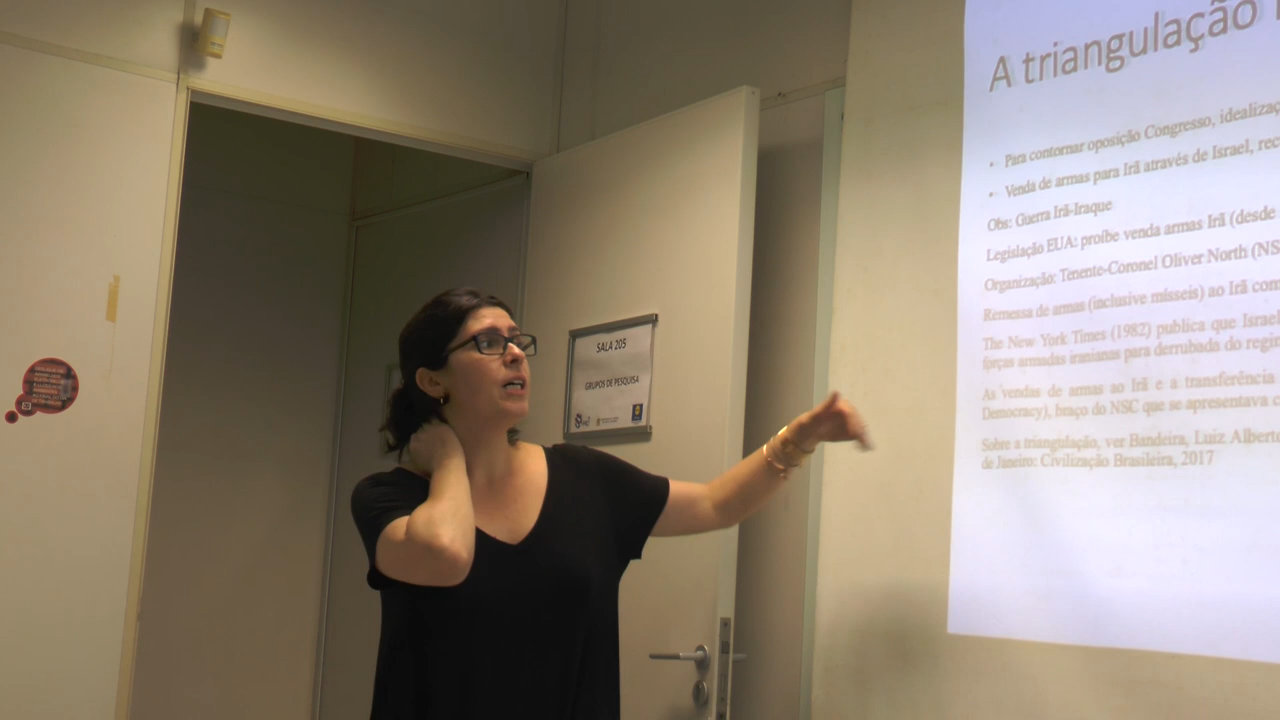 A triangulação
Para contornar oposição Congresso, idealizaç
Venda de armas para Irã através de Israel, rec
Obs: Guerra Irã-Iraque
Legislação EUA: proíbe venda armas Irã (desde
Organização: Tenente-Coronel Oliver North (NS
Remessa de armas (inclusive mísseis) ao Irã com
The New York Times (1982) publica que Israel
forças armadas iranianas para derrubada do regin
As vendas de armas ao Irã e a transferência
Democracy), braço do NSC que se apresentava c
Sobre a triangulação, ver Bandeira, Luiz Albert
de Janeiro: Civilização Brasileira, 2017
SALA 205
GRUPOS DE PESQUISA